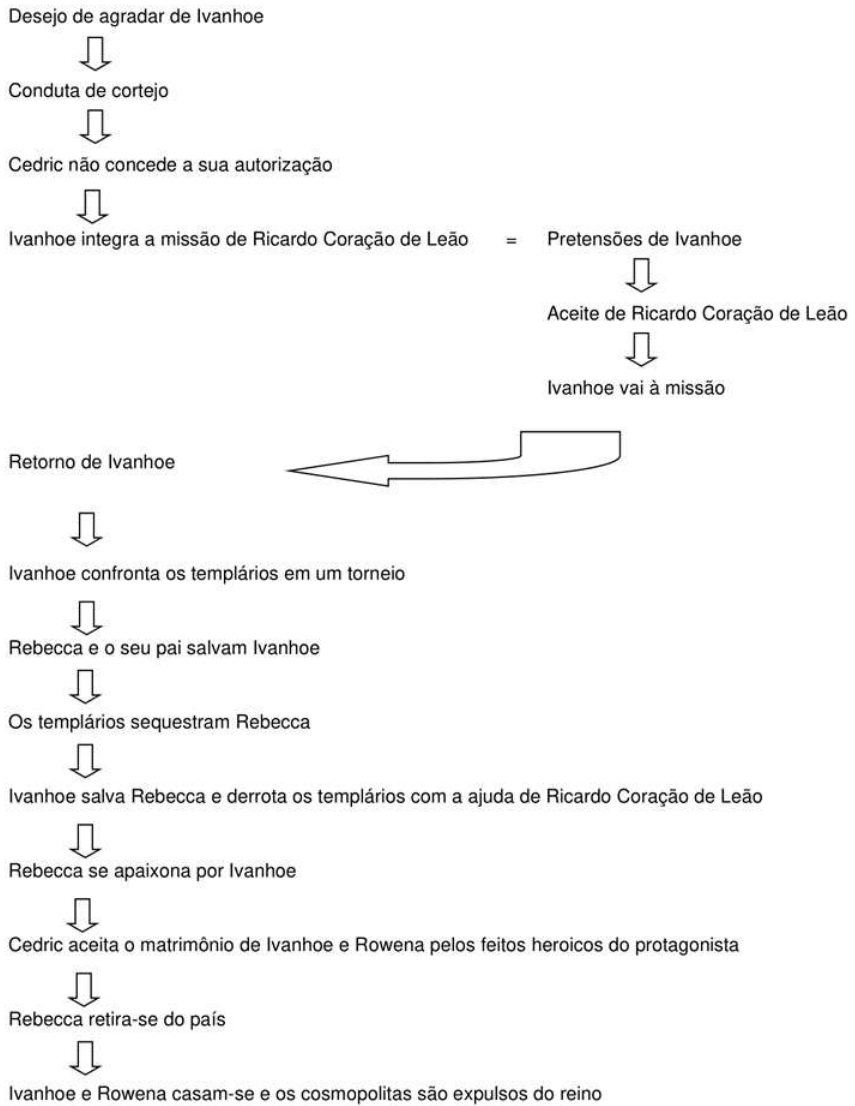 Desejo de agradar de Ivanhoe
Conduta de cortejo
Cedric não concede a sua autorização
Ivanhoe integra a missão de Ricardo Coração de Leão = Pretensões de Ivanhoe
Aceite de Ricardo Coração de Leão
Ivanhoe vai à missão
Retorno de Ivanhoe
Ivanhoe confronta os templários em um torneio
Rebecca e o seu pai salvam Ivanhoe
Os templários sequestram Rebecca
Ivanhoe salva Rebecca e derrota os templários com a ajuda de Ricardo Coração de Leão
Rebecca se apaixona por Ivanhoe
Cedric aceita o matrimônio de Ivanhoe e Rowena pelos feitos heroicos do protagonista
Rebecca retira-se do país
Ivanhoe e Rowena casam-se e os cosmopolitas são expulsos do reino